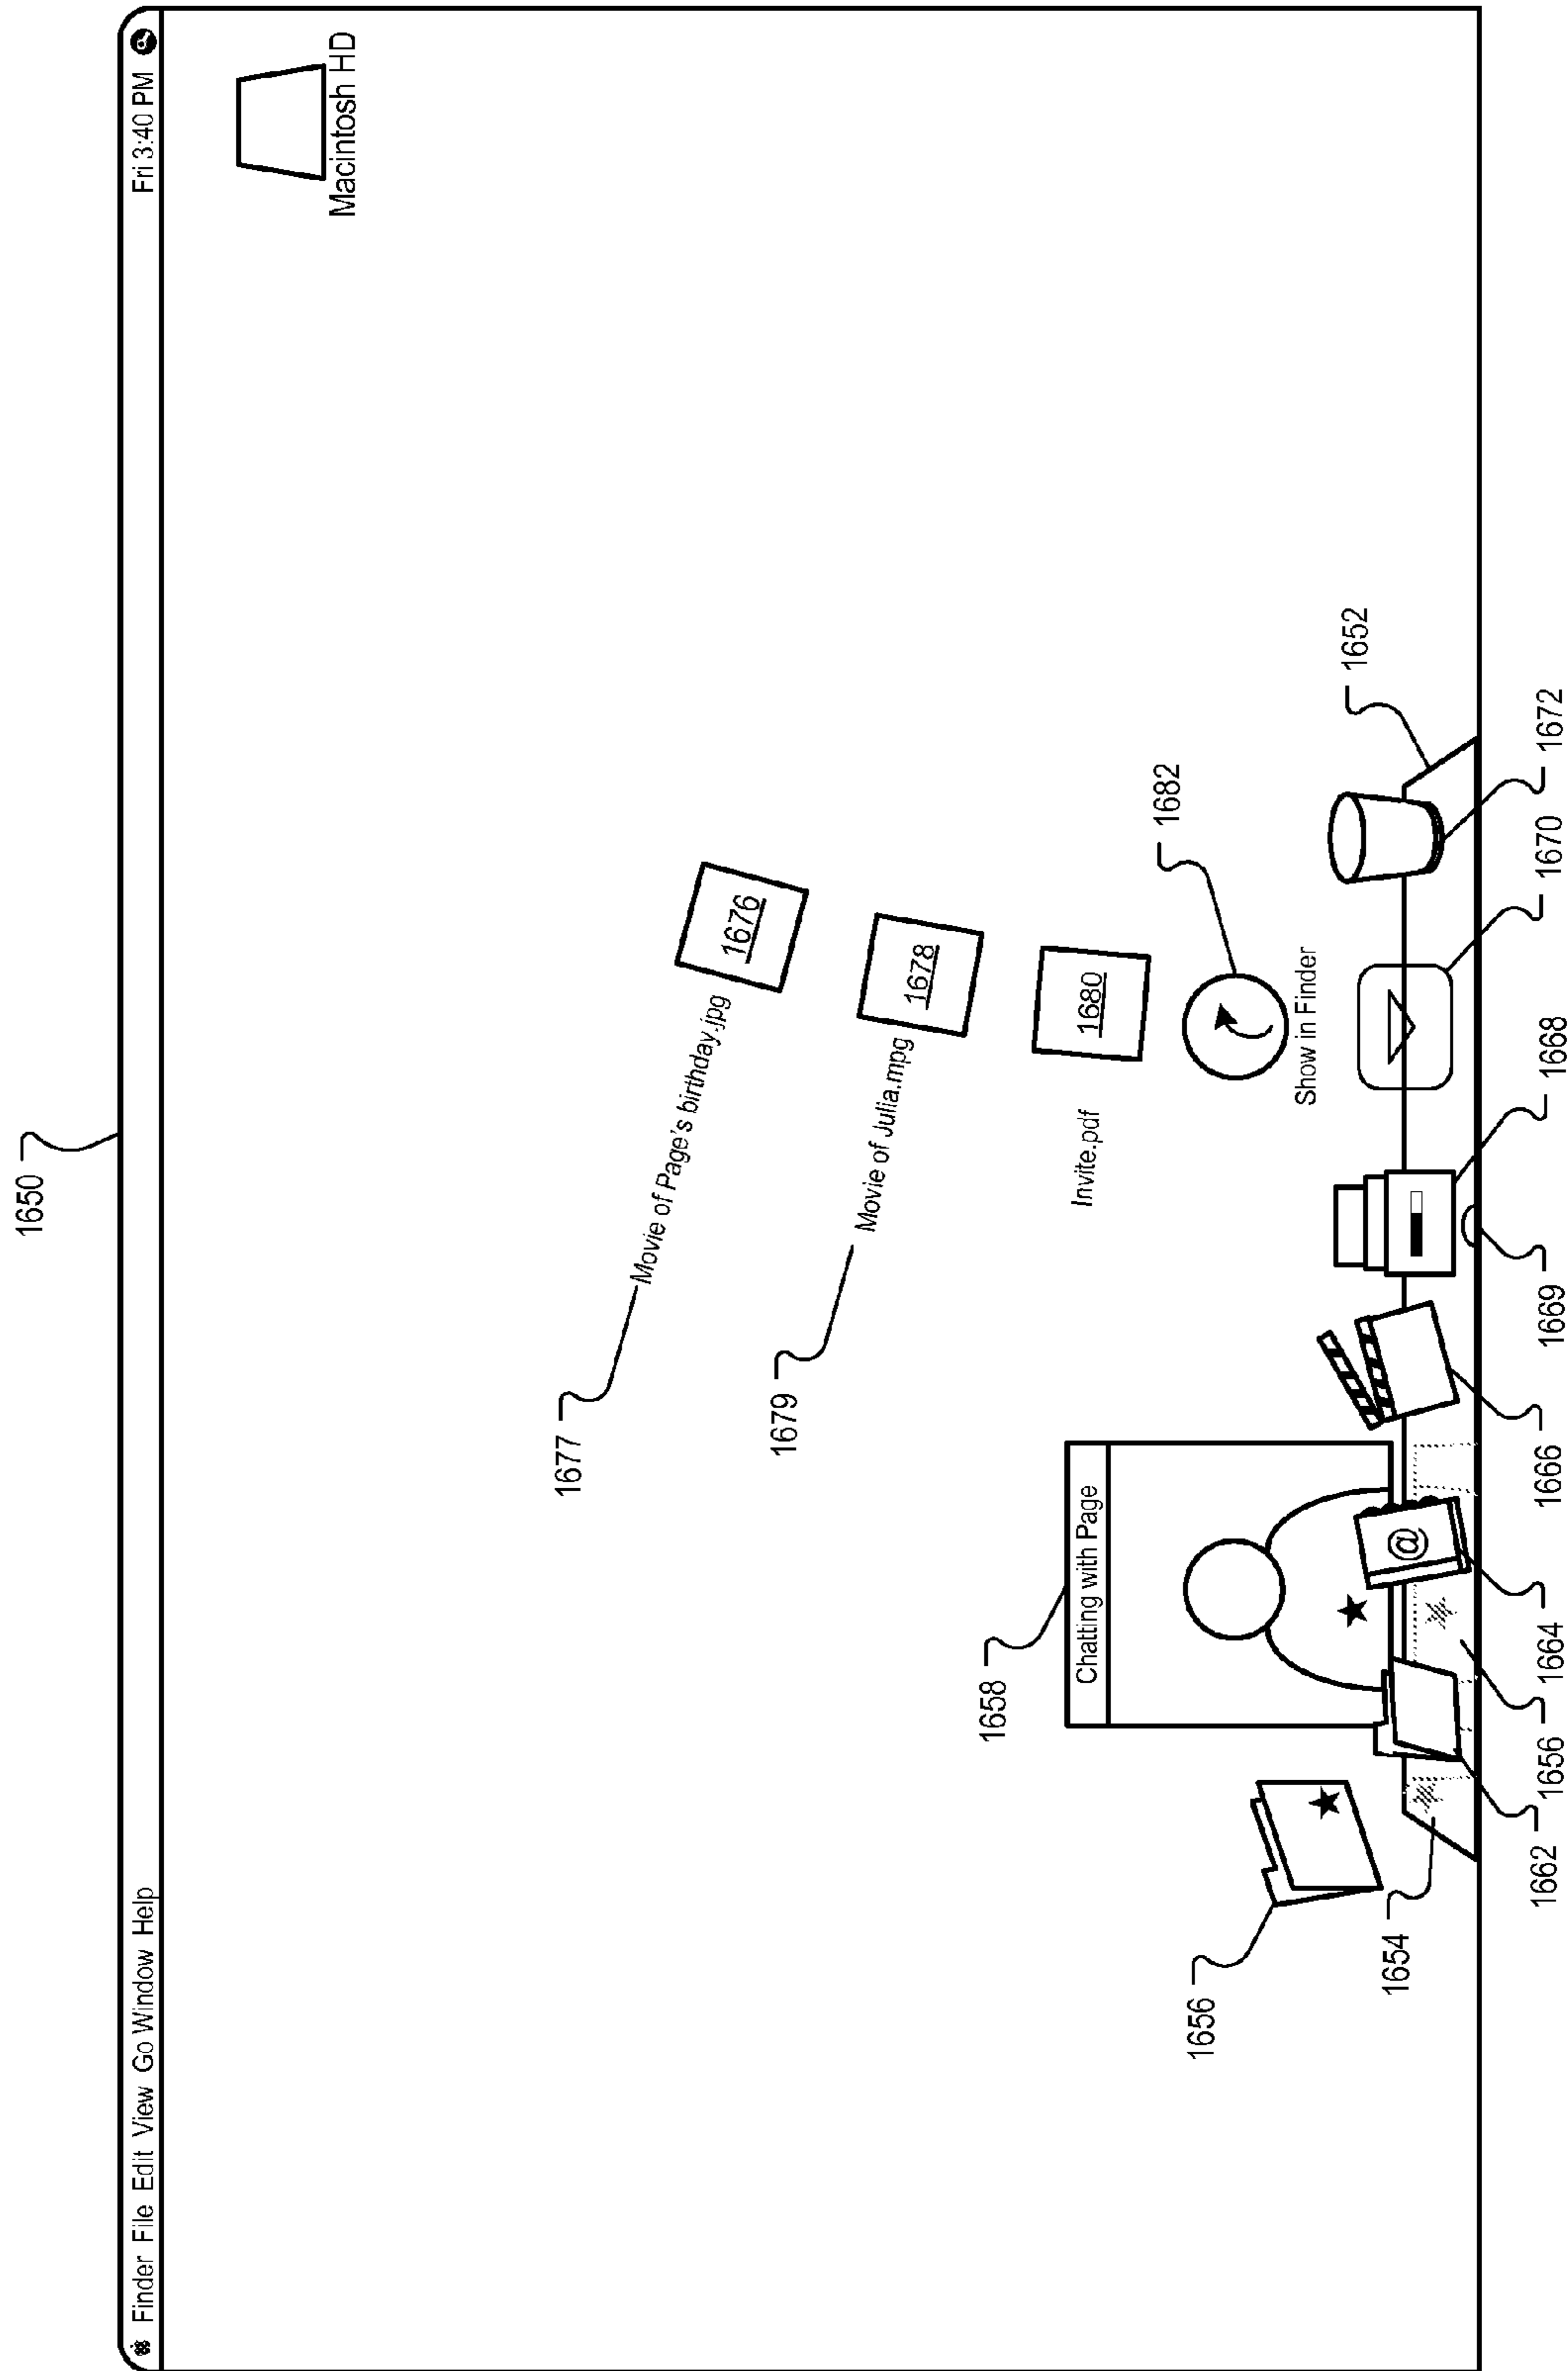 1650
Finder File Edit View Go Window Help
Fri 3:40 PM
Macintosh HD
1677
Movie of Page's birthday.jpg
1676
1679
Movie of Julia.mpg
1678
1658
Chatting with Page
Invite.pdf
1680
1682
Show in Finder
1656
1654
@
1652
1662
1656
1664
1666
1669
1668
1670
1672